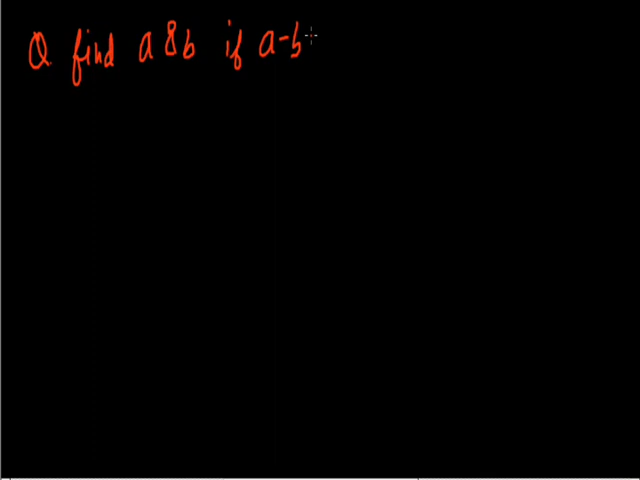 Q. find a & b if a-b